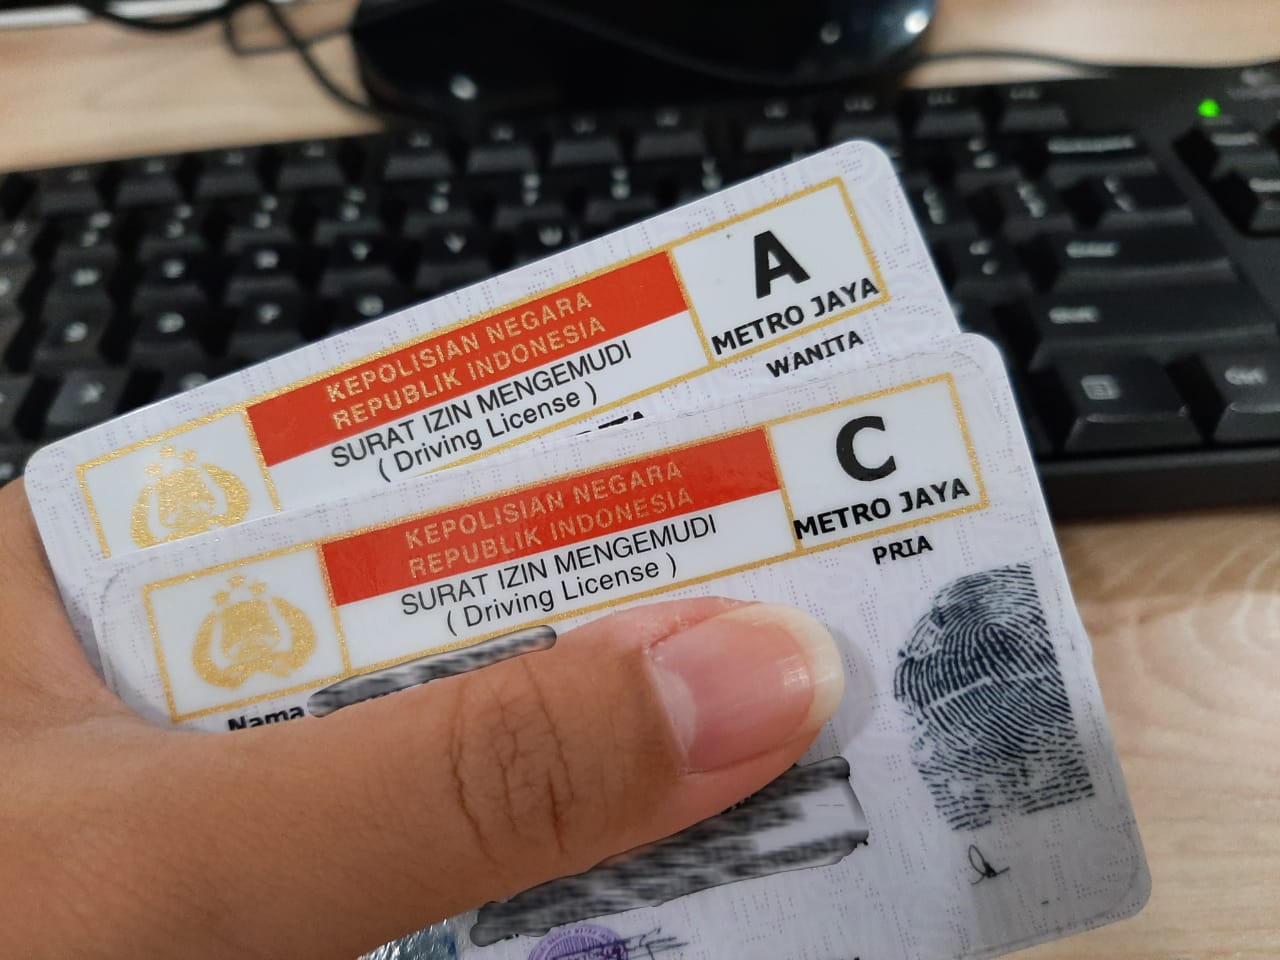 KEPOLISIAN NEGARA
REPUBLIK INDONESIA
SURAT IZIN MENGEMUDI
( Driving License )
A
METRO JAYA
WANITA
KEPOLISIAN NEGARA
REPUBLIK INDONESIA
SURAT IZIN MENGEMUDI
( Driving License )
C
METRO JAYA
PRIA
Nama
Ctrl